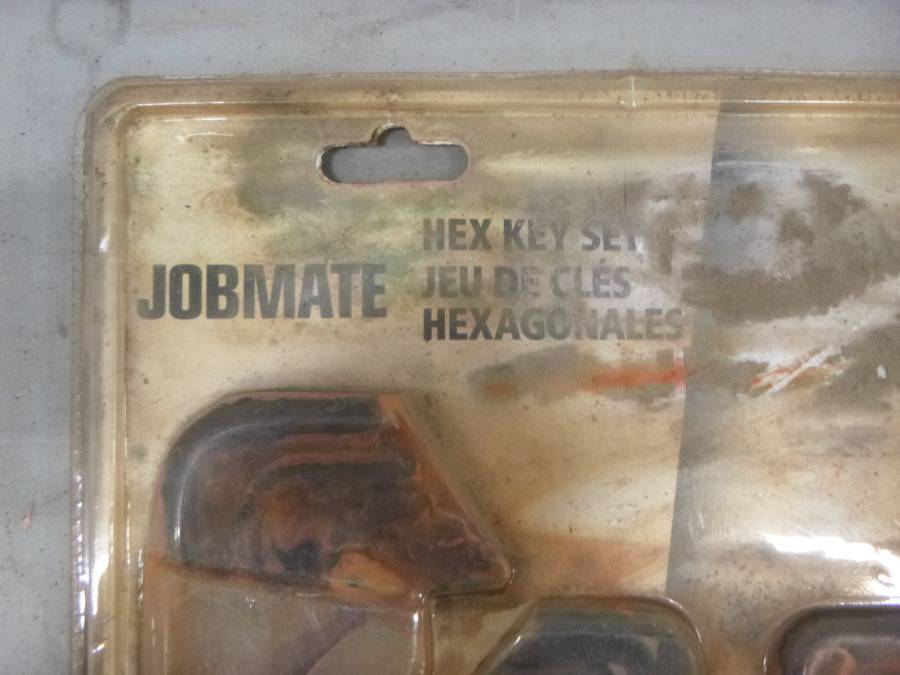 JOBMATE
HEX KEY SET
JEU DE CLÉS
HEXAGONALES